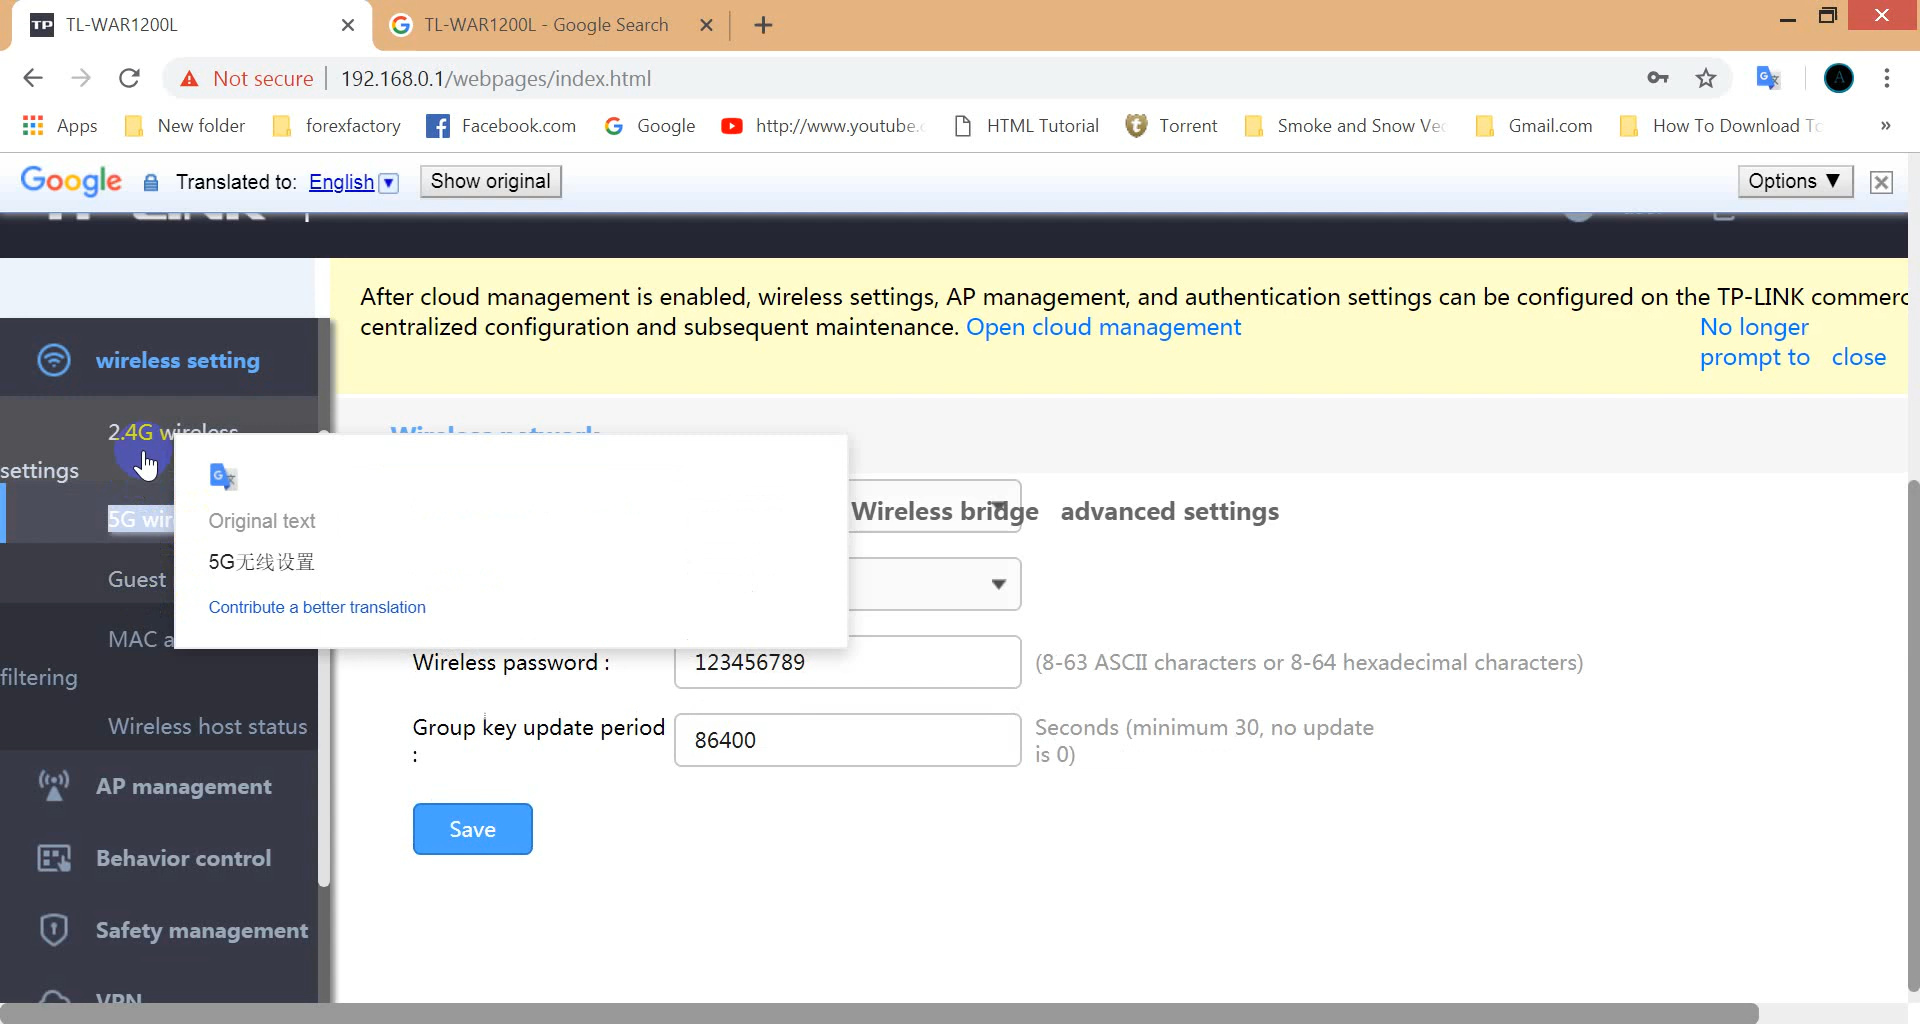 TL-WAR1200L
TL-WAR1200L - Google Search
Not secure
192.168.0.1/webpages/index.html
Apps
New folder
forexfactory
Facebook.com
Google
http://www.youtube.
HTML Tutorial
Torrent
Smoke and Snow Vec
Gmail.com
How To Download To
»
Google
Translated to: English
Show original
Options ▼
After cloud management is enabled, wireless settings, AP management, and authentication settings can be configured on the TP-LINK commerc
centralized configuration and subsequent maintenance. Open cloud management
No longer
prompt to close
wireless setting
2.4G wireless
settings
5G wir
Guest
MAC a
filtering
Wireless host status
AP management
Behavior control
Safety management
VPN
Wireless network
Wireless bridge
advanced settings
Original text
5G无线设置
Contribute a better translation
Wireless password :
123456789
(8-63 ASCII characters or 8-64 hexadecimal characters)
Group key update period
:
86400
Seconds (minimum 30, no update
is 0)
Save